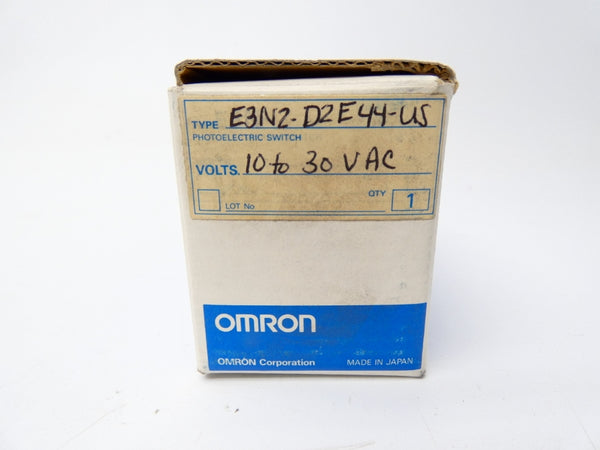 TYPE E3N2-D2E44-US
PHOTOELECTRIC SWITCH
VOLTS. 10 to 30 V AC
LOT No QTY 1
OMRON
OMRON Corporation MADE IN JAPAN